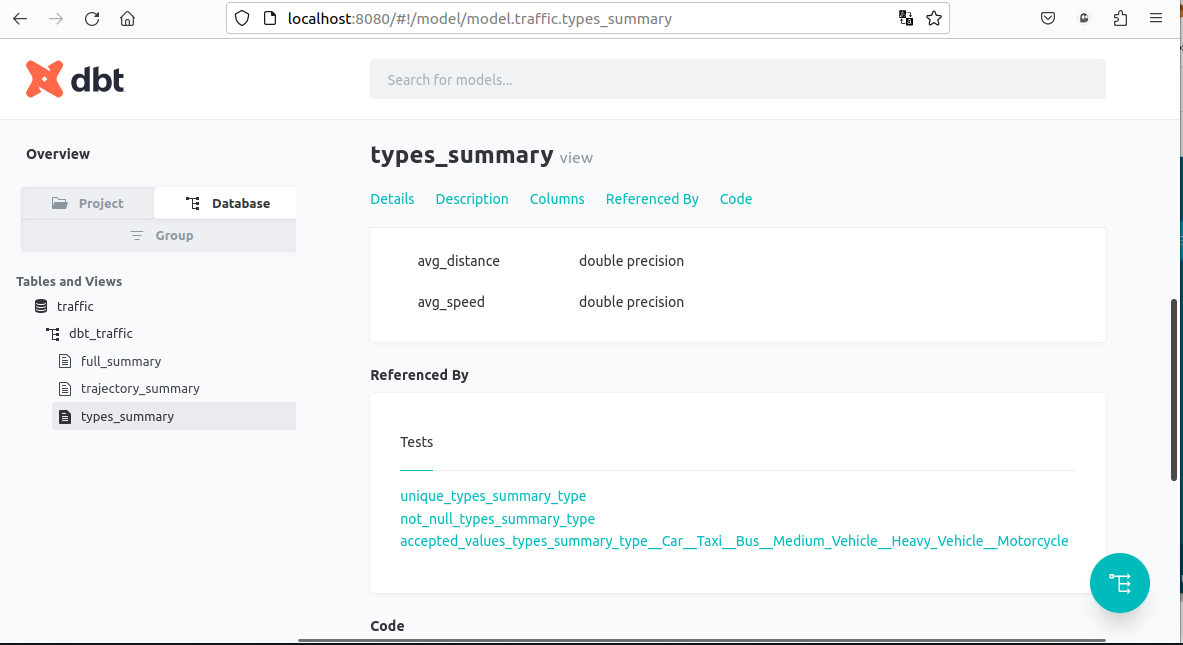 localhost:8080/#!/model/model.traffic.types_summary
dbt
Search for models...
Overview
Project
Database
Group
Tables and Views
traffic
dbt_traffic
full_summary
trajectory_summary
types_summary
types_summary view
Details Description Columns Referenced By Code
avg_distance double precision
avg_speed double precision
Referenced By
Tests
unique_types_summary_type
not_null_types_summary_type
accepted_values_types_summary_type__Car__Taxi__Bus__Medium_Vehicle__Heavy_Vehicle__Motorcycle
Code